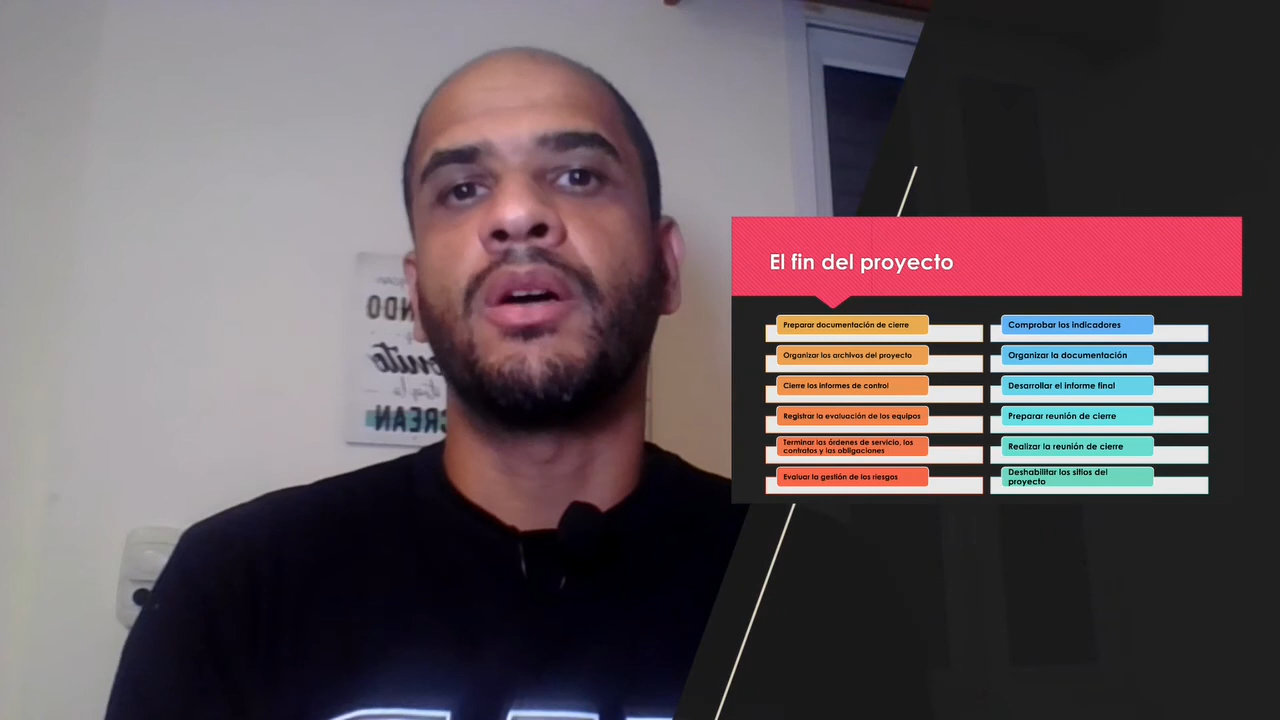 El fin del proyecto
Preparar documentación de cierre
Organizar los archivos del proyecto
Cierre los informes de control
Registrar la evaluación de los equipos
Terminar las órdenes de servicio, los
contratos y las obligaciones
Evaluar la gestión de los riesgos
Comprobar los indicadores
Organizar la documentación
Desarrollar el informe final
Preparar reunión de cierre
Realizar la reunión de cierre
Deshabilitar los sitios del
proyecto
NDO
CREAN